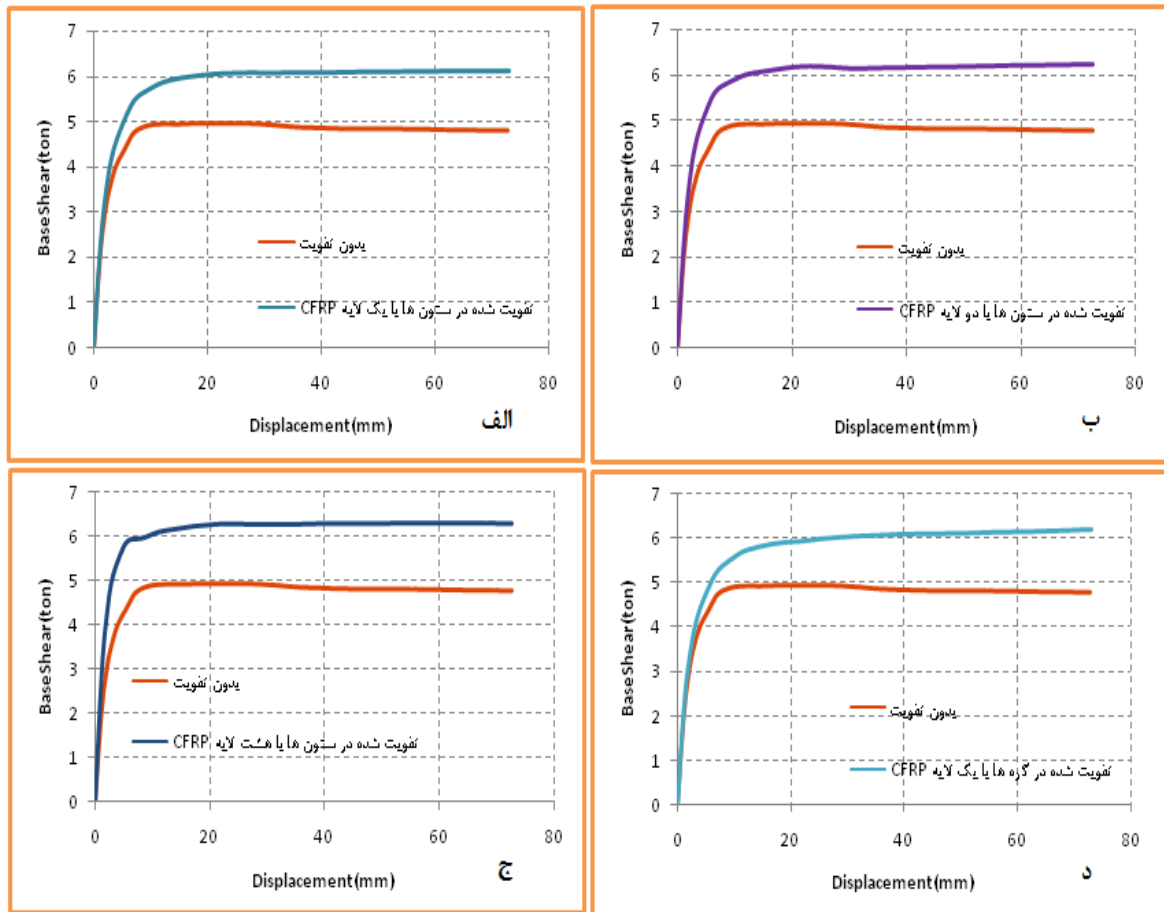 7
6
5
4
3
2
1
0
BaseShear(ton)
بدون تقویت
تقویت شده در ستون ها با یک لایه CFRP
0 20 40 60 80
Displacement(mm)
الف
7
6
5
4
3
2
1
0
BaseShear(ton)
بدون تقویت
تقویت شده در ستون ها با دو لایه CFRP
0 20 40 60 80
Displacement(mm)
ب
7
6
5
4
3
2
1
0
BaseShear(ton)
بدون تقویت
تقویت شده در ستون ها با هشت لایه CFRP
0 20 40 60 80
Displacement(mm)
ج
7
6
5
4
3
2
1
0
BaseShear(ton)
بدون تقویت
تقویت شده در گره ها با یک لایه CFRP
0 20 40 60 80
Displacement(mm)
د